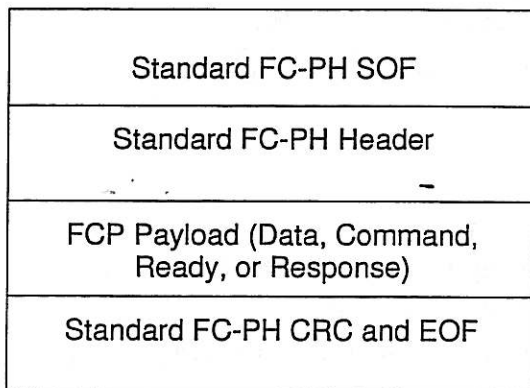 Standard FC-PH SOF
Standard FC-PH Header
FCP Payload (Data, Command,
Ready, or Response)
Standard FC-PH CRC and EOF